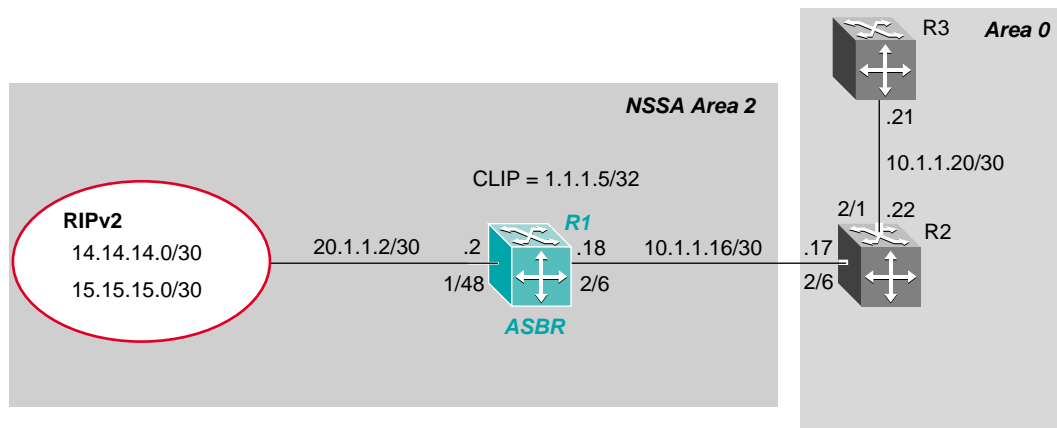 R3
Area 0
NSSA Area 2
.21
10.1.1.20/30
CLIP = 1.1.1.5/32
RIPv2
14.14.14.0/30
15.15.15.0/30
20.1.1.2/30
.2
1/48
R1
.18
2/6
ASBR
10.1.1.16/30
2/1
.22
R2
.17
2/6